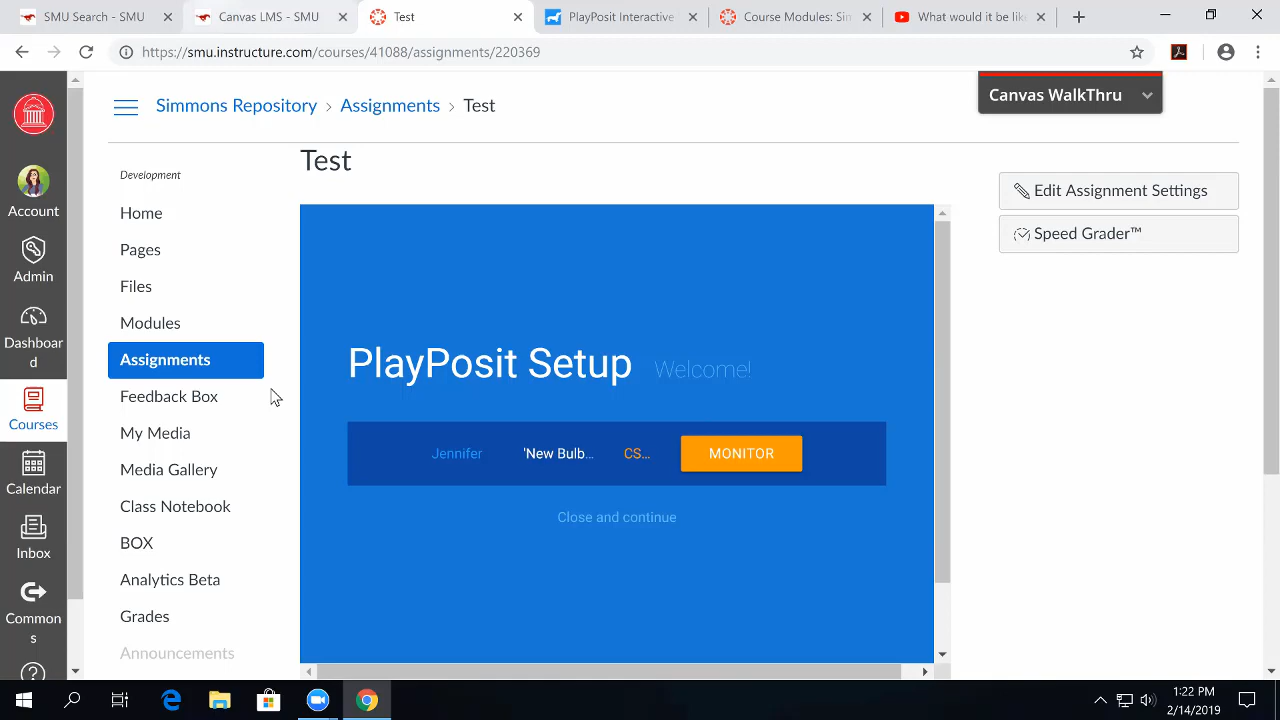 SMU Search - SMU
Canvas LMS - SMU
Test
PlayPosit Interactive
Course Modules: Sim
What would it be lik
https://smu.instructure.com/courses/41088/assignments/220369
Simmons Repository > Assignments > Test
Canvas WalkThru
Account
Admin
Dashboar
d
Courses
Calendar
Inbox
Common
s
Development
Home
Pages
Files
Modules
Assignments
Feedback Box
My Media
Media Gallery
Class Notebook
BOX
Analytics Beta
Grades
Announcements
Test
PlayPosit Setup Welcome!
Jennifer 'New Bulb... CS... MONITOR
Close and continue
Edit Assignment Settings
Speed Grader™
1:22 PM
2/14/2019